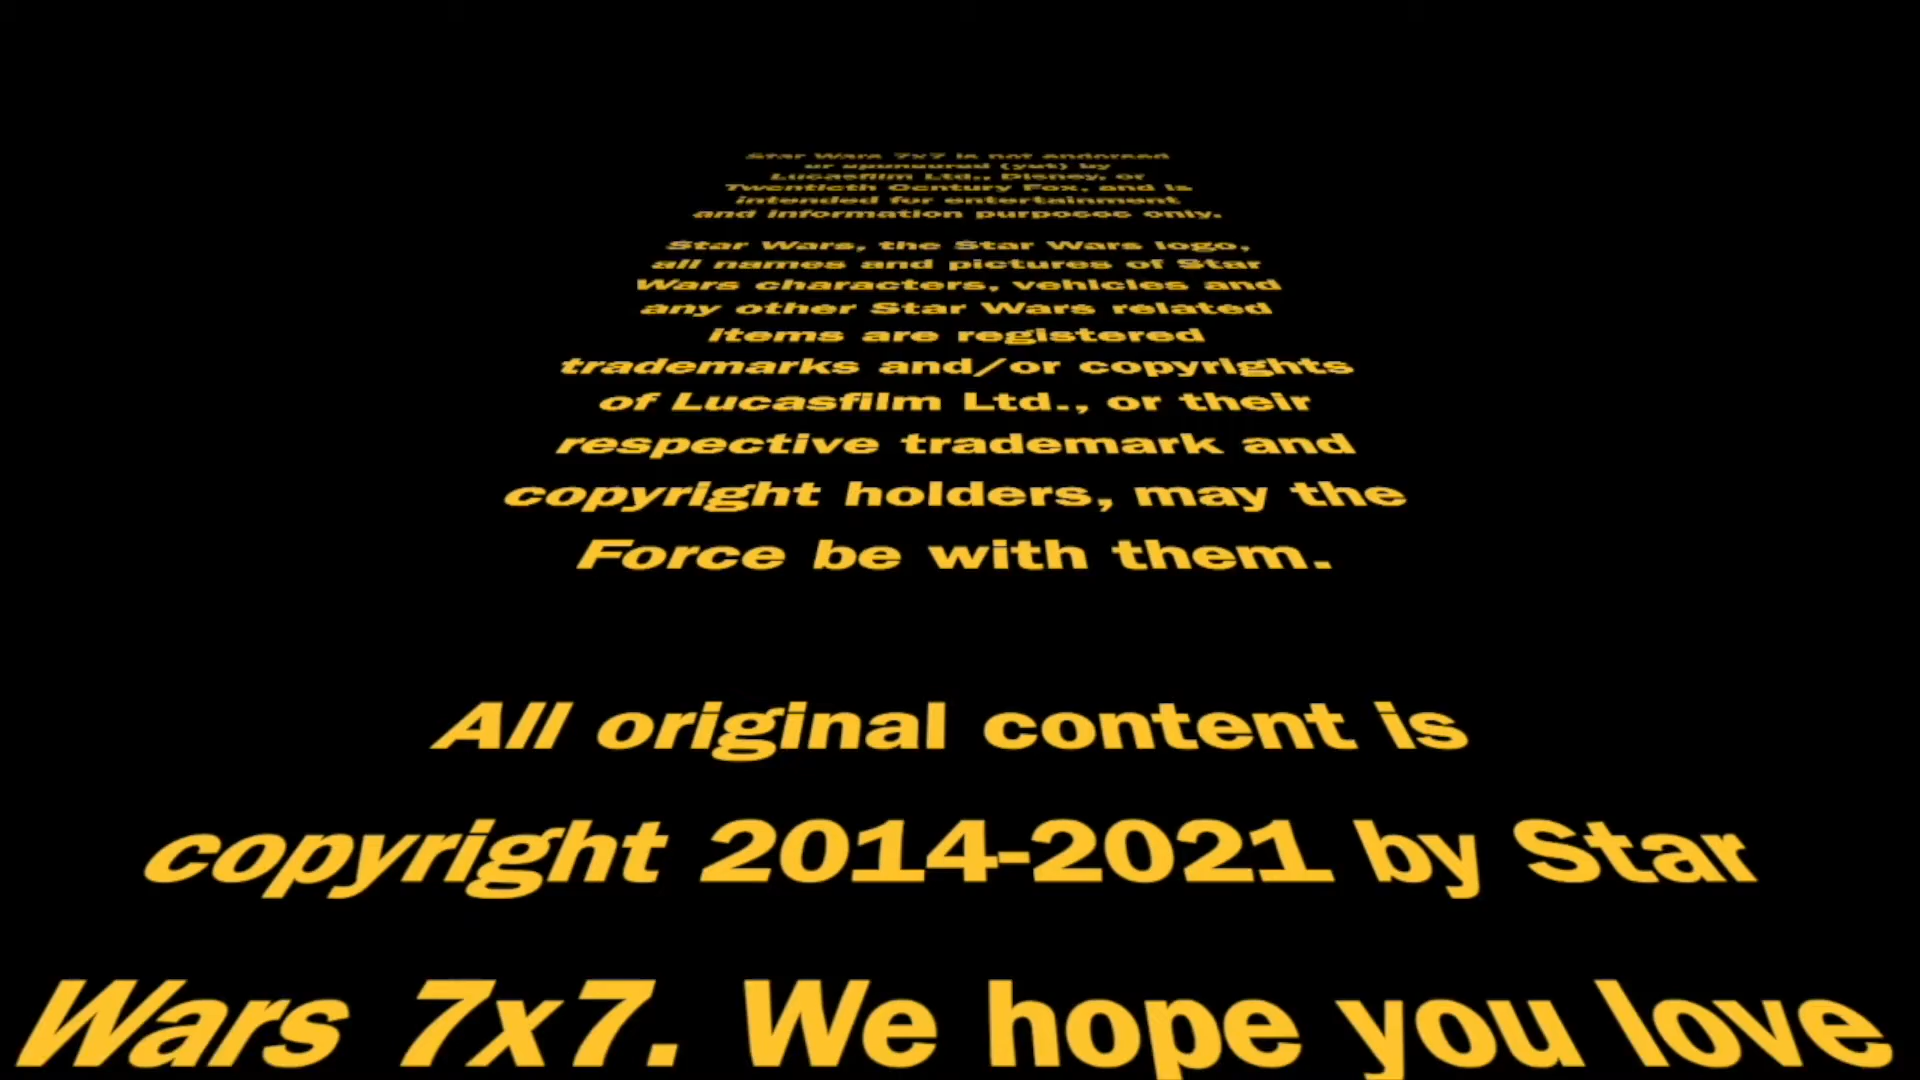 Star Wars 7x7 is not endorsed
or sponsored (yet) by
Lucasfilm Ltd., Disney, or
Twentieth Century Fox, and is
intended for entertainment
and information purposes only.
Star Wars, the Star Wars logo,
all names and pictures of Star
Wars characters, vehicles and
any other Star Wars related
items are registered
trademarks and/or copyrights
of Lucasfilm Ltd., or their
respective trademark and
copyright holders, may the
Force be with them.
All original content is
copyright 2014-2021 by Star
Wars 7x7. We hope you love